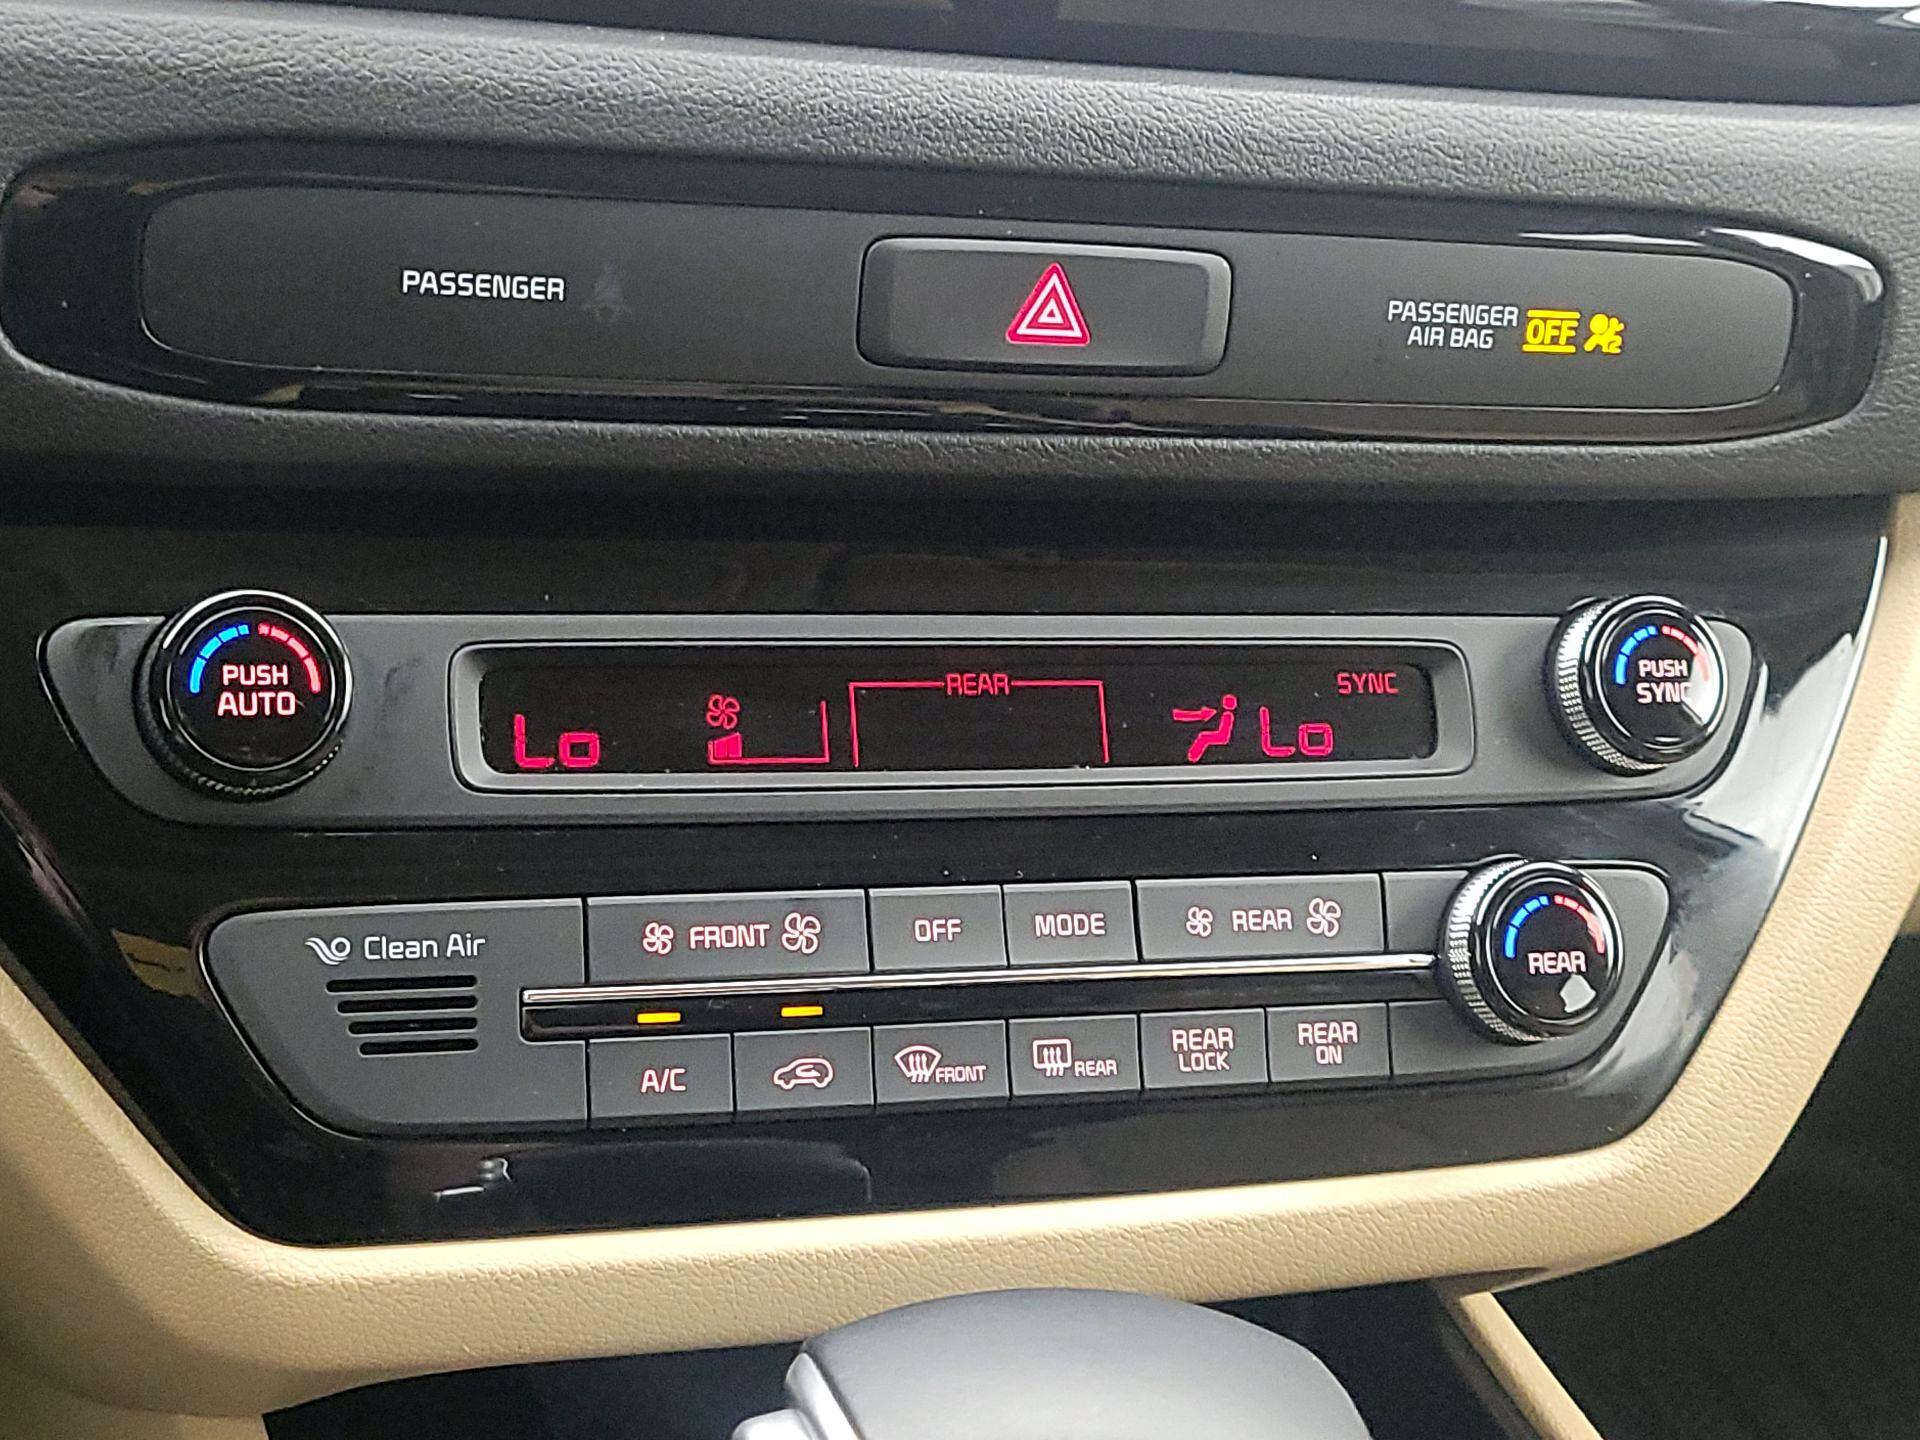 PASSENGER
PASSENGER
AIR BAG OFF
PUSH
AUTO
Lo
REAR
Lo
SYNC
PUSH
SYNC
Clean Air
FRONT
OFF
MODE
REAR
REAR
A/C
FRONT
REAR
REAR
LOCK
REAR
ON